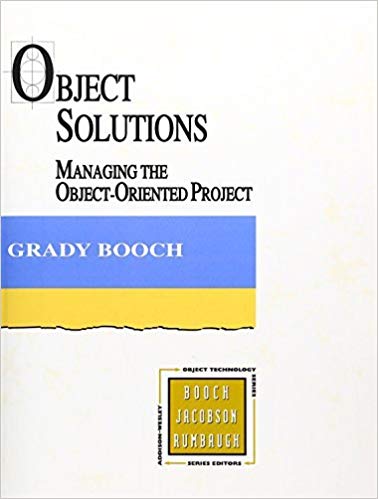 OBJECT
SOLUTIONS
MANAGING THE
OBJECT-ORIENTED PROJECT
GRADY BOOCH
OBJECT TECHNOLOGY
SERIES
ADDISON-WESLEY
BOOCH
JACOBSON
RUMBAUGH
SERIES EDITORS